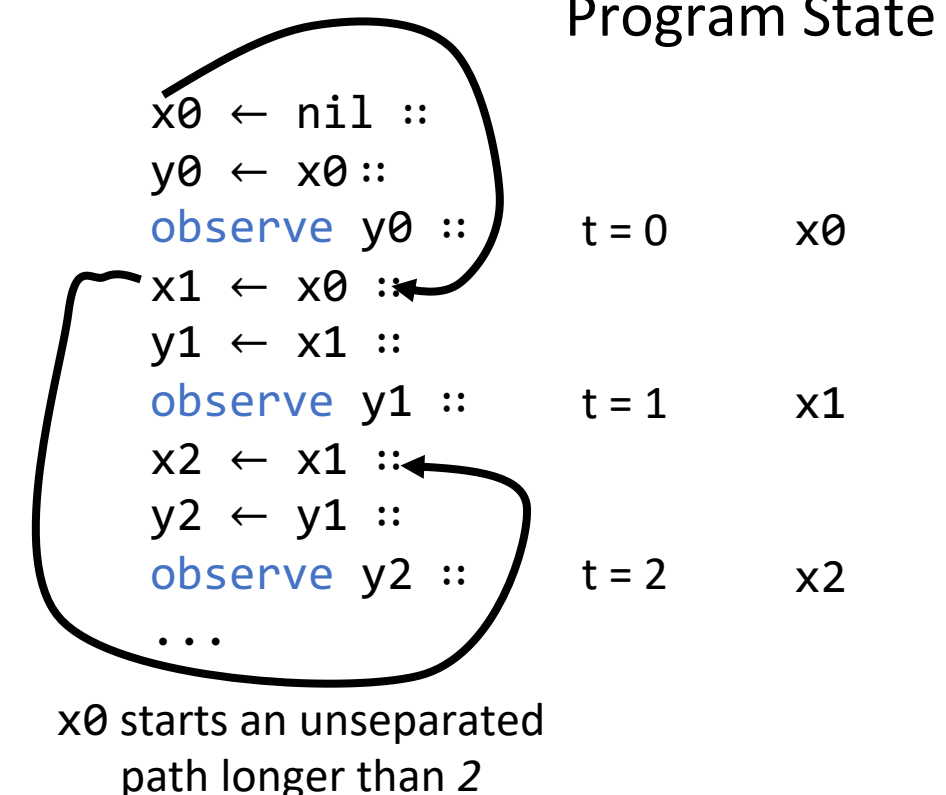 Program State
x0 ← nil ::
y0 ← x0 ::
observe y0 :: t = 0 x0
x1 ← x0 ::
y1 ← x1 ::
observe y1 :: t = 1 x1
x2 ← x1 ::
y2 ← y1 ::
observe y2 :: t = 2 x2
...
x0 starts an unseparated
path longer than 2